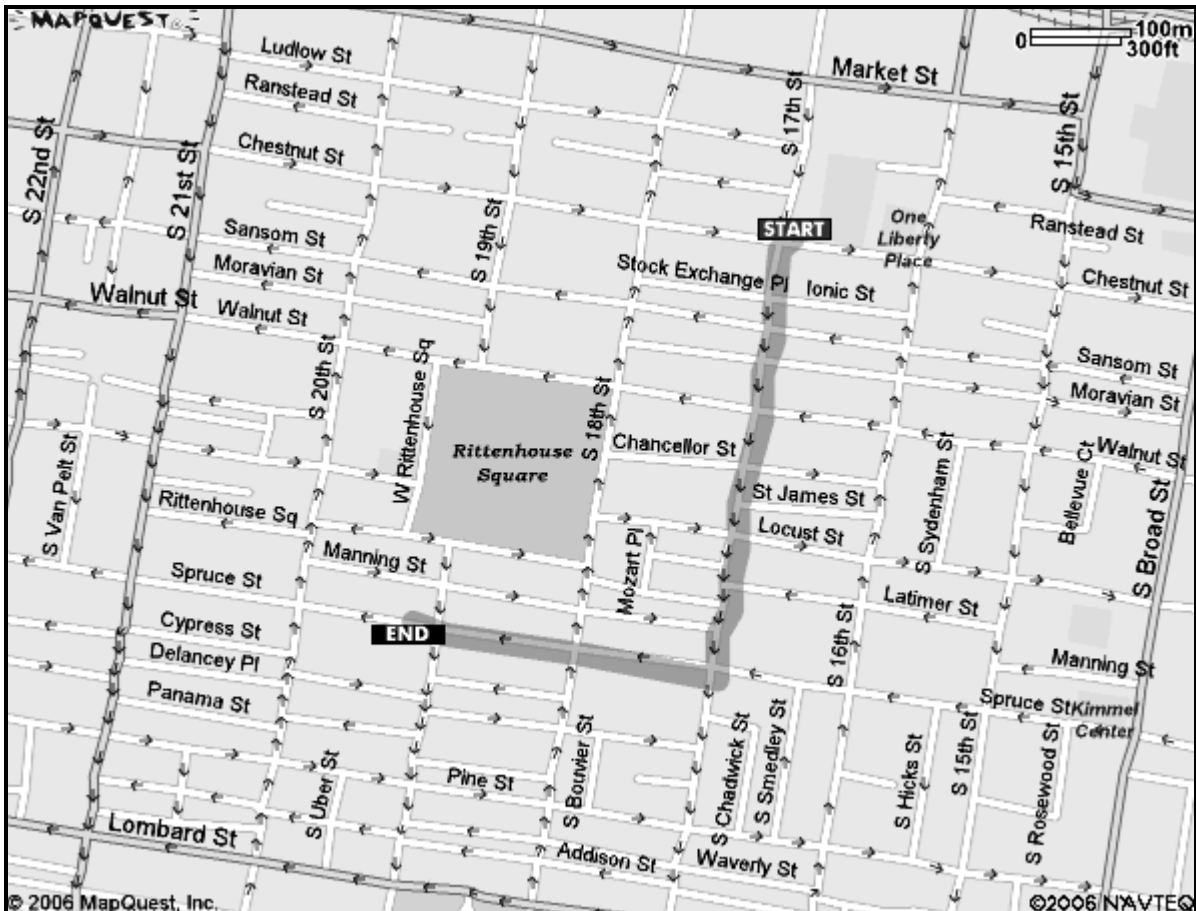 MAPQUEST
100m
0
300ft
Ludlow St
Market St
Ranstead St
S 17th St
S 15th St
Chestnut St
S 22nd St
S 21st St
S 19th St
START
One
Liberty
Place
Ranstead St
Sansom St
Moravian St
Stock Exchange Pl
Ionic St
Chestnut St
Walnut St
Walnut St
S 20th St
W Rittenhouse Sq
Sansom St
Moravian St
S 18th St
Rittenhouse
Square
Chancellor St
Walnut St
S Van Pelt St
Rittenhouse Sq
St James St
Locust St
S Sydenham St
Bellevue Ct
S Broad St
Manning St
Mozart Pl
Spruce St
Latimer St
Cypress St
END
Delancey Pl
S 16th St
Manning St
Panama St
Spruce St
Kimmel
Center
S Uber St
Pine St
S Bouvier St
S Chadwick St
S Smedley St
S Hicks St
S 15th St
S Rosewood St
Lombard St
Addison St
Waverly St
© 2006 MapQuest, Inc.
©2006 NAVTEQ